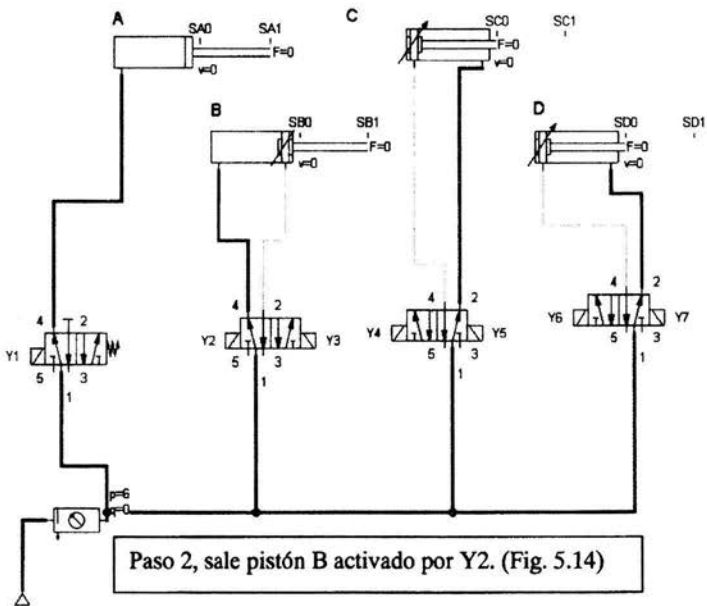 A
SA0 SA1
F=0
v=0
C
SC0 SC1
F=0
v=0
B
SB0 SB1
F=0
v=0
D
SD0 SD1
F=0
v=0
4 2
Y1
5 3
1
4 2
Y2 Y3
5 3
1
4 2
Y4 Y5
5 3
1
4 2
Y6 Y7
5 3
1
p=6
Paso 2, sale pistón B activado por Y2. (Fig. 5.14)